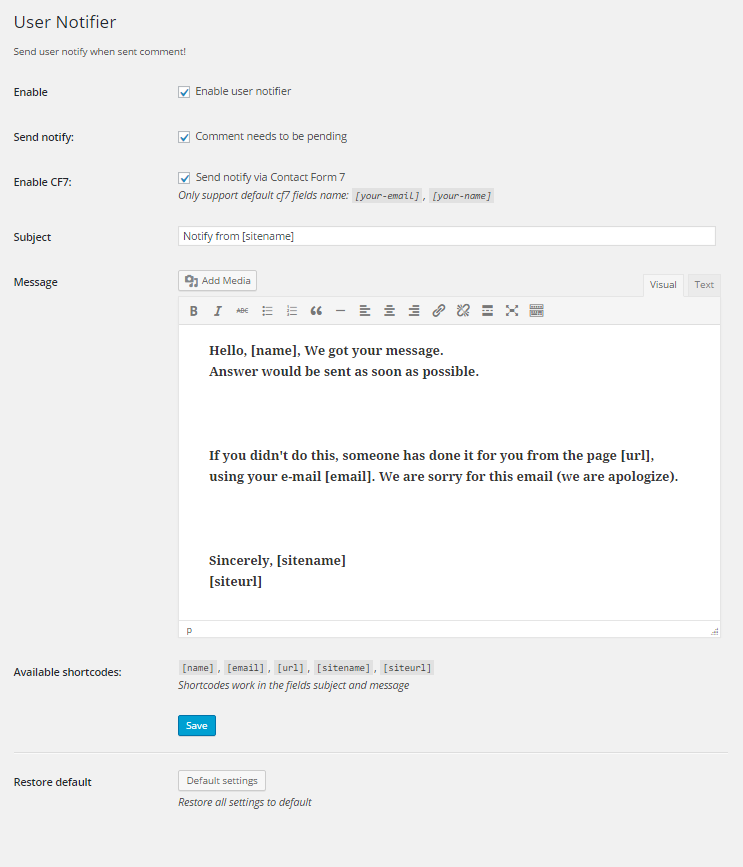 User Notifier
Send user notify when sent comment!
Enable
Enable user notifier
Send notify:
Comment needs to be pending
Enable CF7:
Send notify via Contact Form 7
Only support default cf7 fields name: [your-email], [your-name]
Subject
Notify from [sitename]
Message
Add Media
Visual Text
B I ABC
Hello, [name], We got your message.
Answer would be sent as soon as possible.
If you didn't do this, someone has done it for you from the page [url],
using your e-mail [email]. We are sorry for this email (we are apologize).
Sincerely, [sitename]
[siteurl]
p
Available shortcodes:
[name], [email], [url], [sitename], [siteurl]
Shortcodes work in the fields subject and message
Save
Restore default
Default settings
Restore all settings to default